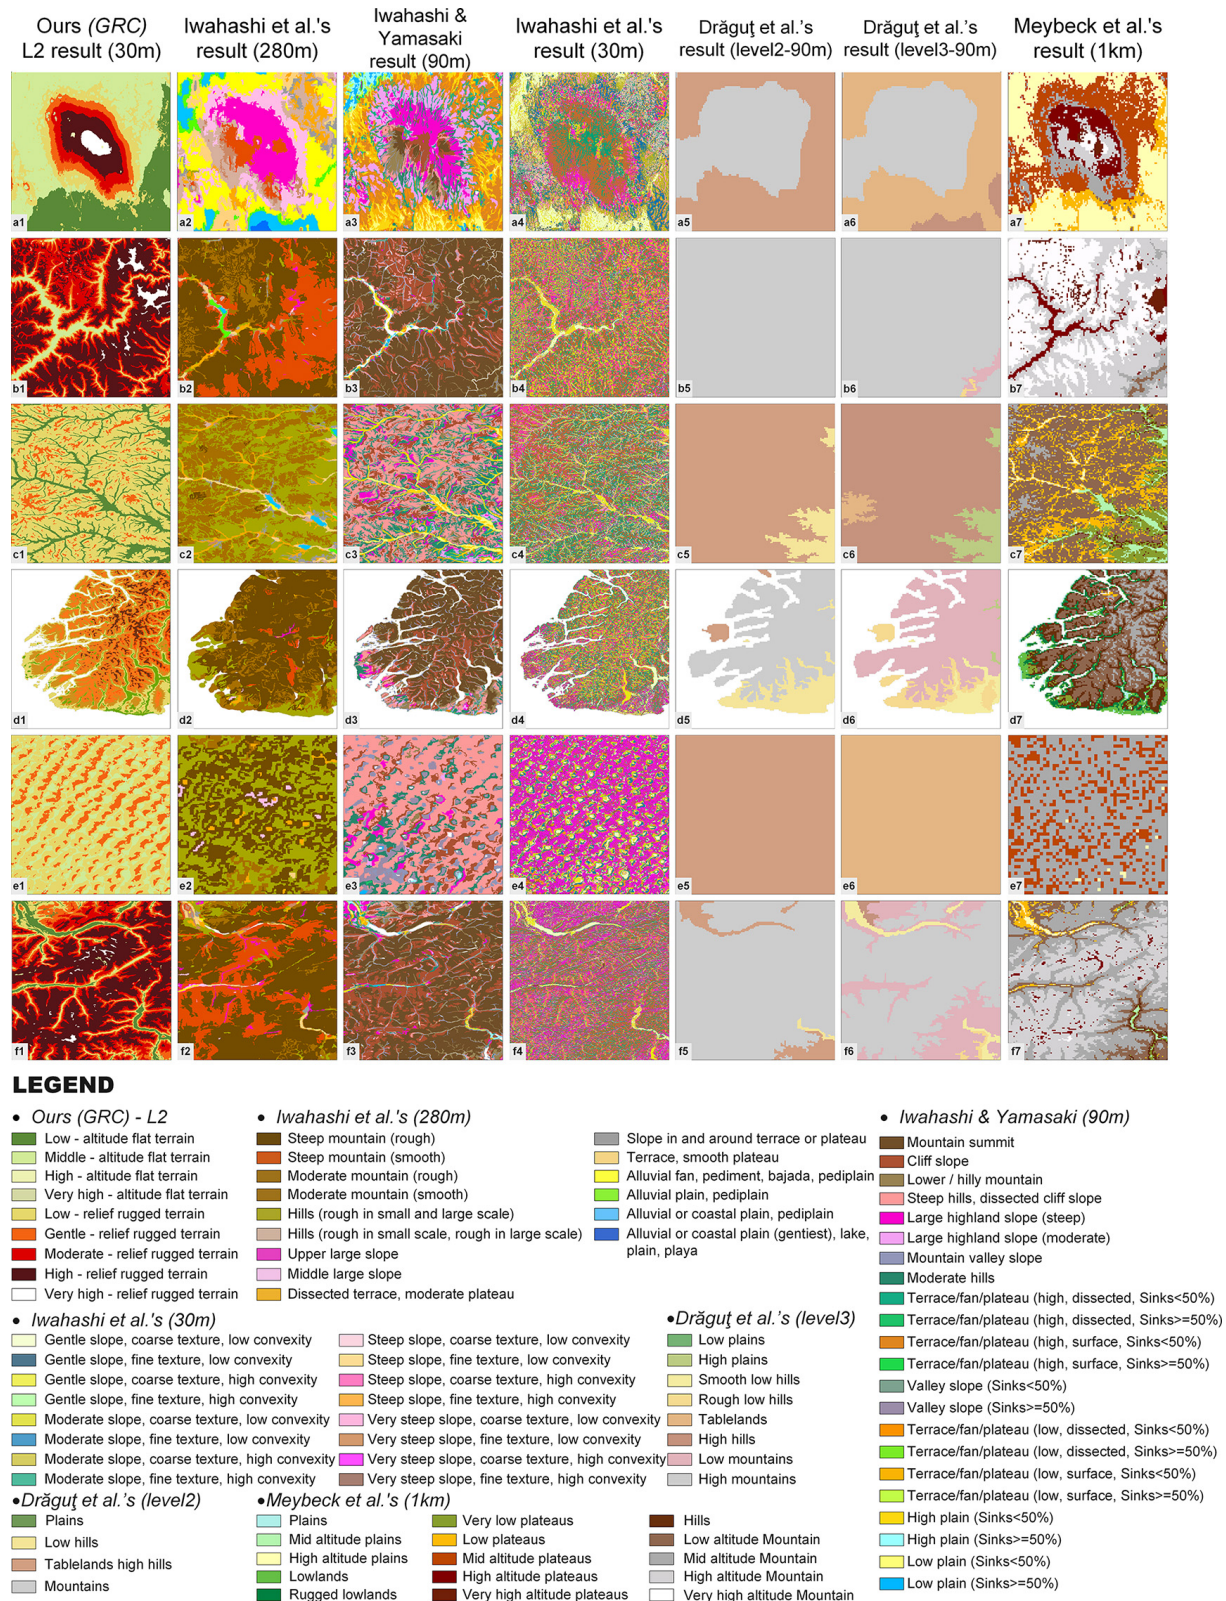 Ours (GRC)
L2 result (30m)
Iwahashi et al.'s
result (280m)
Iwahashi &
Yamasaki
result (90m)
Iwahashi et al.'s
result (30m)
Drăguţ et al.’s
result (level2-90m)
Drăguţ et al.’s
result (level3-90m)
Meybeck et al.'s
result (1km)
a1
a2
a3
a4
a5
a6
a7
b1
b2
b3
b4
b5
b6
b7
c1
c2
c3
c4
c5
c6
c7
d1
d2
d3
d4
d5
d6
d7
e1
e2
e3
e4
e5
e6
e7
f1
f2
f3
f4
f5
f6
f7
LEGEND
• Ours (GRC) - L2
Low - altitude flat terrain
Middle - altitude flat terrain
High - altitude flat terrain
Very high - altitude flat terrain
Low - relief rugged terrain
Gentle - relief rugged terrain
Moderate - relief rugged terrain
High - relief rugged terrain
Very high - relief rugged terrain
• Iwahashi et al.'s (280m)
Steep mountain (rough)
Steep mountain (smooth)
Moderate mountain (rough)
Moderate mountain (smooth)
Hills (rough in small and large scale)
Hills (rough in small scale, rough in large scale)
Upper large slope
Middle large slope
Dissected terrace, moderate plateau
Slope in and around terrace or plateau
Terrace, smooth plateau
Alluvial fan, pediment, bajada, pediplain
Alluvial plain, pediplain
Alluvial or coastal plain, pediplain
Alluvial or coastal plain (gentiest), lake,
plain, playa
• Iwahashi & Yamasaki (90m)
Mountain summit
Cliff slope
Lower / hilly mountain
Steep hills, dissected cliff slope
Large highland slope (steep)
Large highland slope (moderate)
Mountain valley slope
Moderate hills
Terrace/fan/plateau (high, dissected, Sinks<50%)
Terrace/fan/plateau (high, dissected, Sinks>=50%)
Terrace/fan/plateau (high, surface, Sinks<50%)
Terrace/fan/plateau (high, surface, Sinks>=50%)
Valley slope (Sinks<50%)
Valley slope (Sinks>=50%)
Terrace/fan/plateau (low, dissected, Sinks<50%)
Terrace/fan/plateau (low, dissected, Sinks>=50%)
Terrace/fan/plateau (low, surface, Sinks<50%)
Terrace/fan/plateau (low, surface, Sinks>=50%)
High plain (Sinks<50%)
High plain (Sinks>=50%)
Low plain (Sinks<50%)
Low plain (Sinks>=50%)
• Iwahashi et al.'s (30m)
Gentle slope, coarse texture, low convexity
Gentle slope, fine texture, low convexity
Gentle slope, coarse texture, high convexity
Gentle slope, fine texture, high convexity
Moderate slope, coarse texture, low convexity
Moderate slope, fine texture, low convexity
Moderate slope, coarse texture, high convexity
Moderate slope, fine texture, high convexity
Steep slope, coarse texture, low convexity
Steep slope, fine texture, low convexity
Steep slope, coarse texture, high convexity
Steep slope, fine texture, high convexity
Very steep slope, coarse texture, low convexity
Very steep slope, fine texture, low convexity
Very steep slope, coarse texture, high convexity
Very steep slope, fine texture, high convexity
•Drăguţ et al.’s (level3)
Low plains
High plains
Smooth low hills
Rough low hills
Tablelands
High hills
Low mountains
High mountains
•Drăguţ et al.’s (level2)
Plains
Low hills
Tablelands high hills
Mountains
•Meybeck et al.'s (1km)
Plains
Mid altitude plains
High altitude plains
Lowlands
Rugged lowlands
Very low plateaus
Low plateaus
Mid altitude plateaus
High altitude plateaus
Very high altitude plateaus
Hills
Low altitude Mountain
Mid altitude Mountain
High altitude Mountain
Very high altitude Mountain